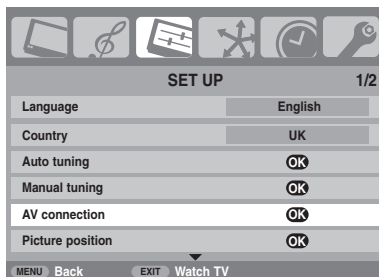 SET UP 1/2
Language English
Country UK
Auto tuning OK
Manual tuning OK
AV connection OK
Picture position OK
MENU Back EXIT Watch TV